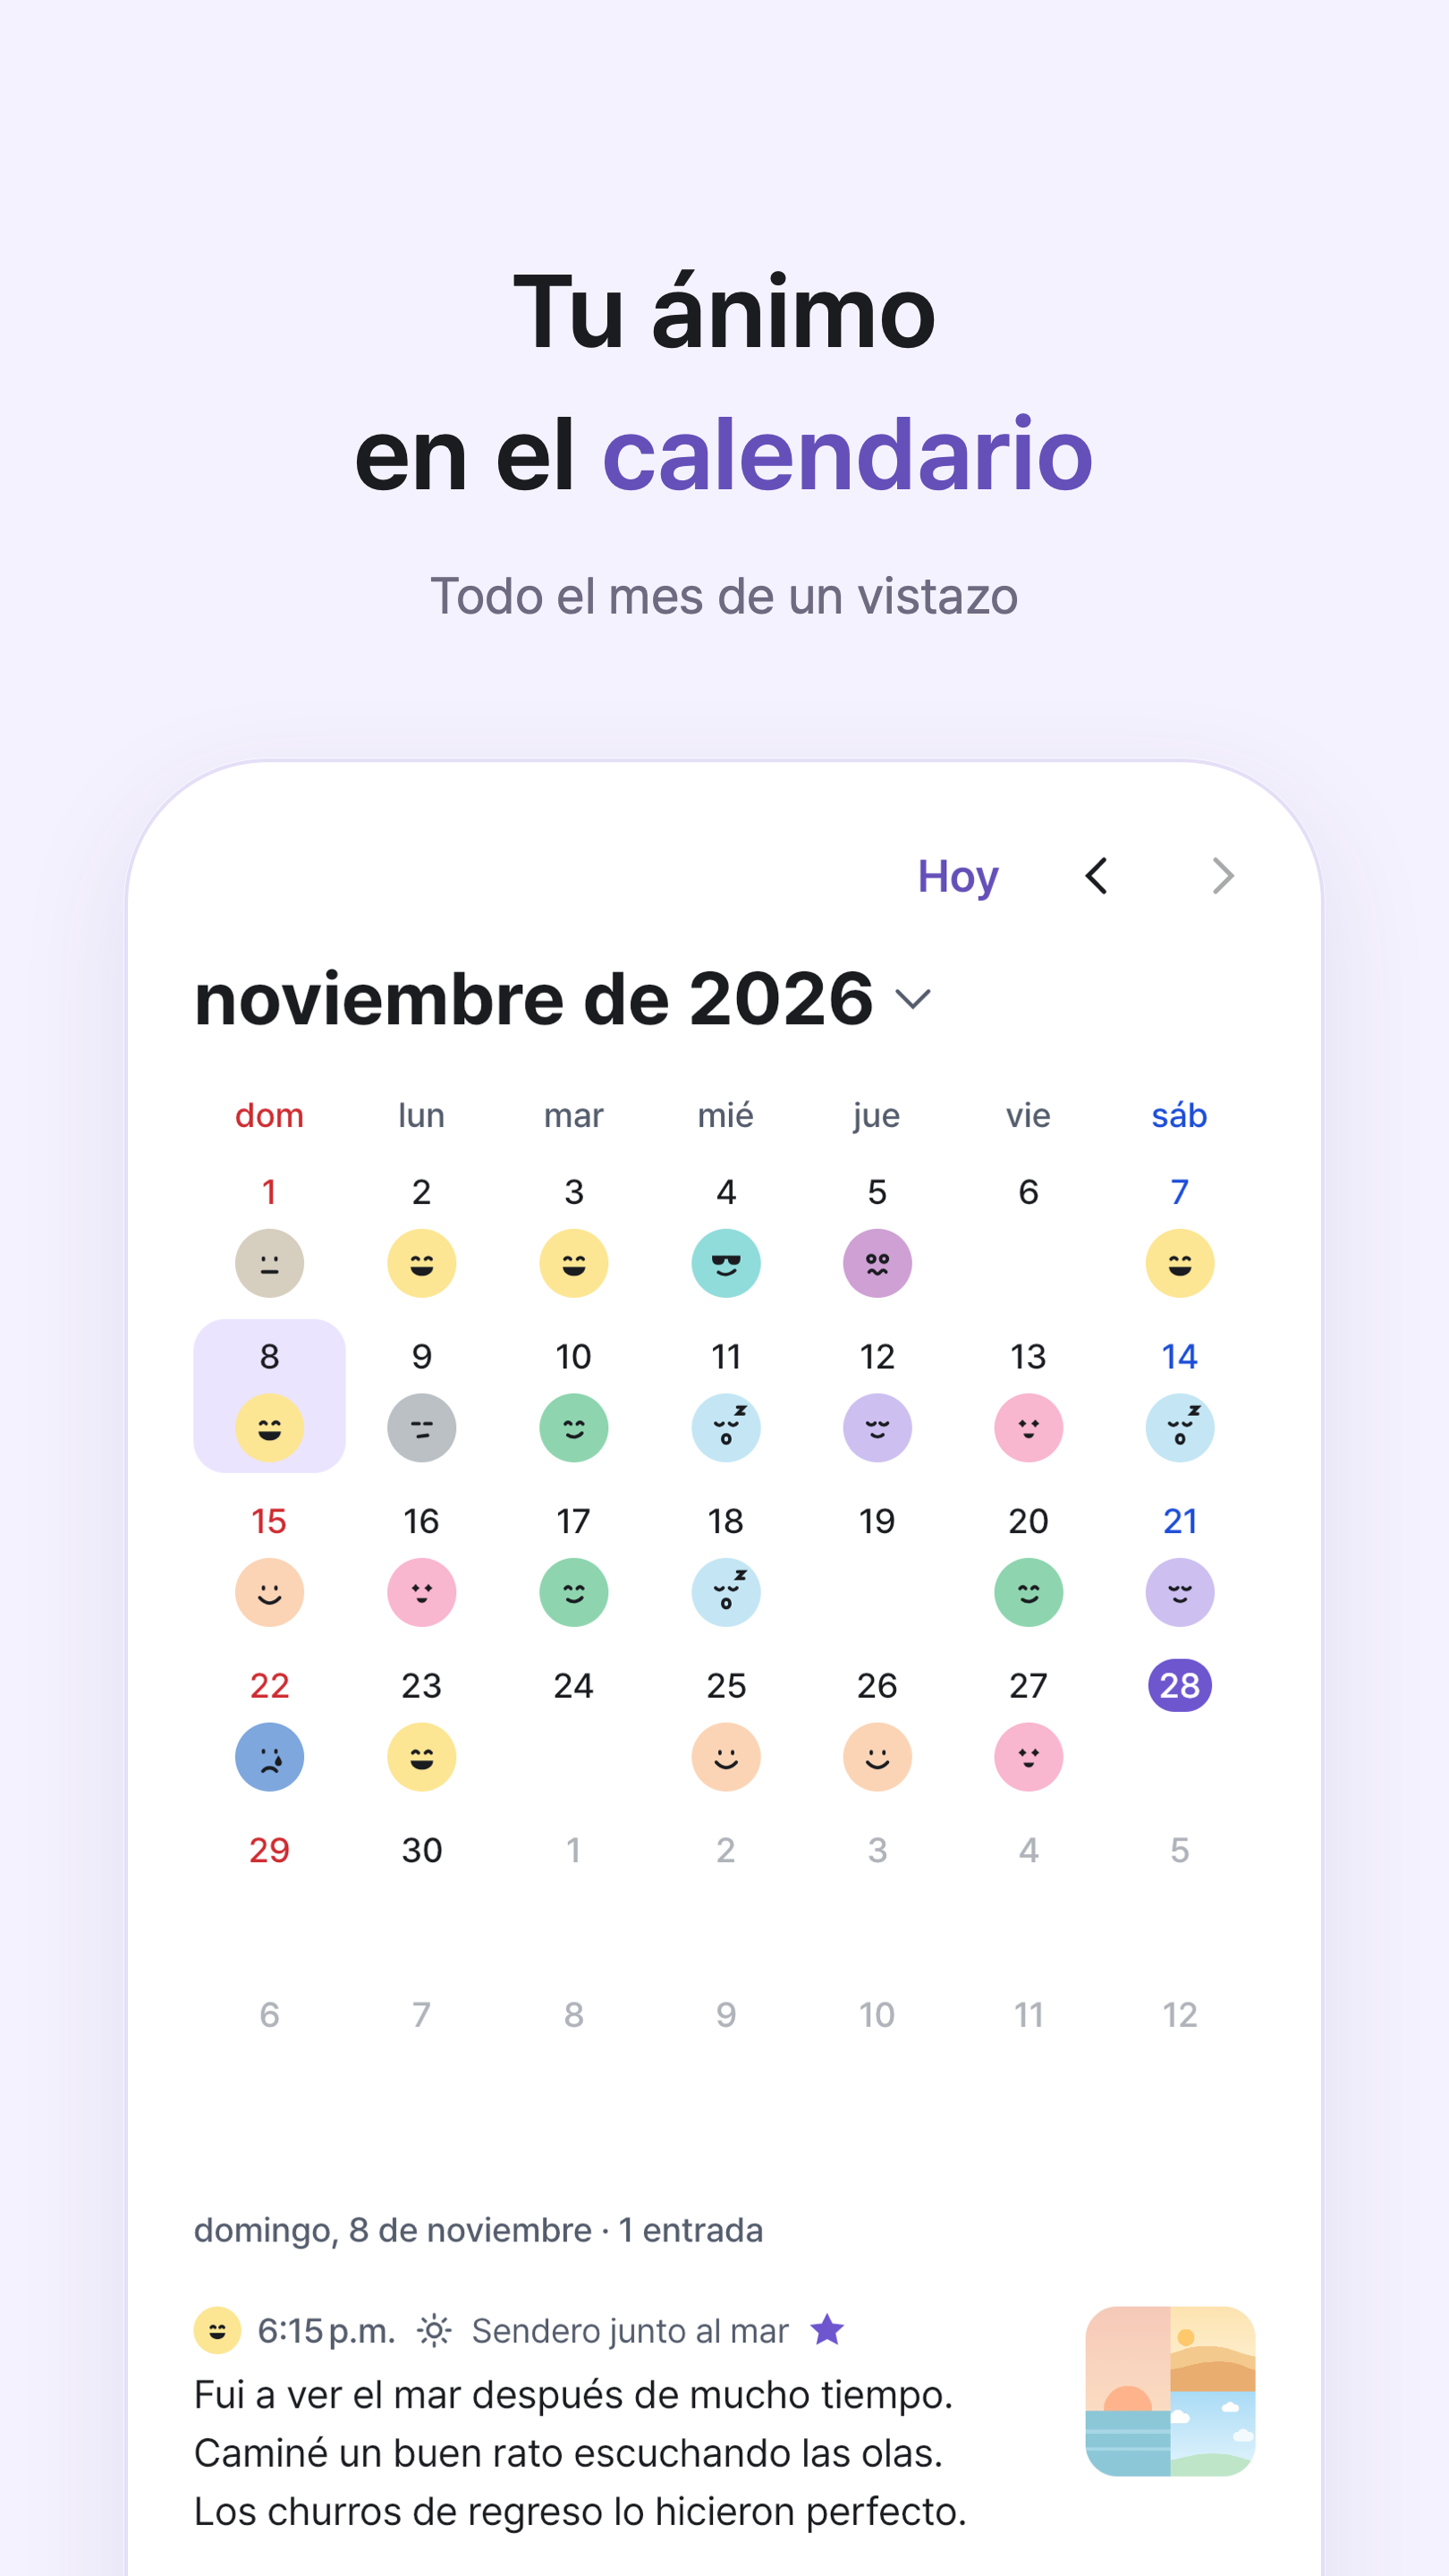 Tu ánimo
en el calendario
Todo el mes de un vistazo
Hoy
noviembre de 2026
dom lun mar mié jue vie sáb
1 2 3 4 5 6 7
8 9 10 11 12 13 14
15 16 17 18 19 20 21
22 23 24 25 26 27 28
29 30 1 2 3 4 5
6 7 8 9 10 11 12
domingo, 8 de noviembre · 1 entrada
6:15 p.m. Sendero junto al mar
Fui a ver el mar después de mucho tiempo.
Caminé un buen rato escuchando las olas.
Los churros de regreso lo hicieron perfecto.